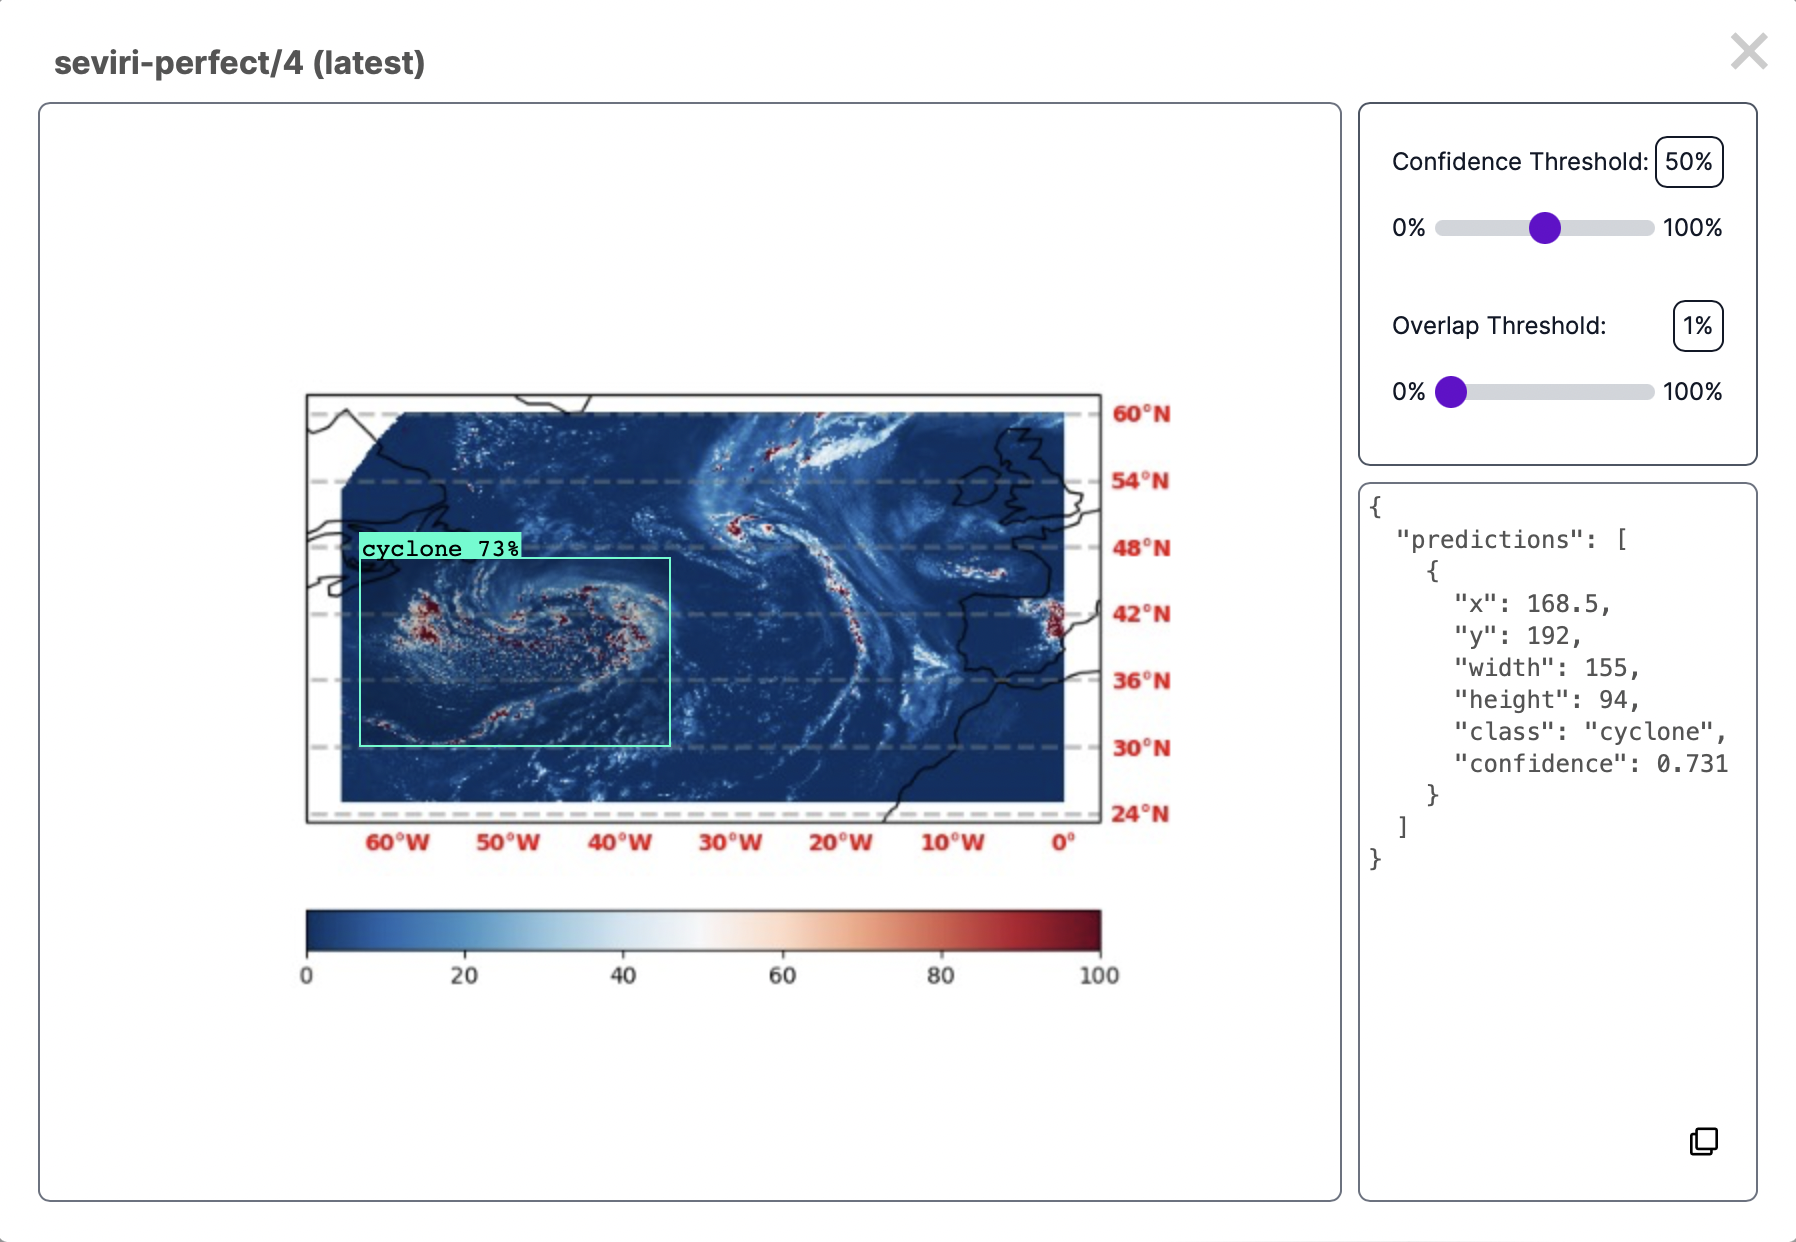 seviri-perfect/4 (latest)
Confidence Threshold: 50%
0% 100%
Overlap Threshold: 1%
0% 100%
cyclone 73%
60°N
54°N
48°N
42°N
36°N
30°N
24°N
60°W 50°W 40°W 30°W 20°W 10°W 0°
0 20 40 60 80 100
{
"predictions": [
{
"x": 168.5,
"y": 192,
"width": 155,
"height": 94,
"class": "cyclone",
"confidence": 0.731
}
]
}